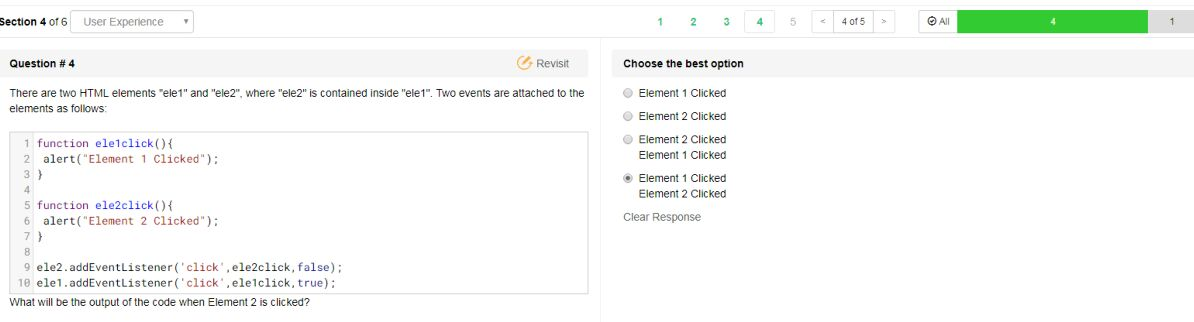 Section 4 of 6 User Experience 1 2 3 4 5 < 4 of 5 > All 4 1
Question # 4 Revisit
There are two HTML elements "ele1" and "ele2", where "ele2" is contained inside "ele1". Two events are attached to the
elements as follows:
1 function ele1click(){
2 alert("Element 1 Clicked");
3 }
4
5 function ele2click(){
6 alert("Element 2 Clicked");
7 }
8
9 ele2.addEventListener('click',ele2click,false);
10 ele1.addEventListener('click',ele1click,true);
What will be the output of the code when Element 2 is clicked?
Choose the best option
Element 1 Clicked
Element 2 Clicked
Element 2 Clicked
Element 1 Clicked
Element 1 Clicked
Element 2 Clicked
Clear Response